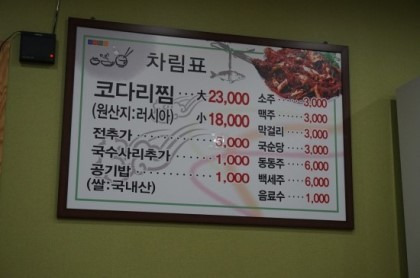 차림표
코다리찜 ··· 大 23,000
(원산지:러시아) 小 18,000
전추가 ········ 5,000
국수사리추가 ···· 1,000
공기밥 ········ 1,000
(쌀:국내산)
소주 ····· 3,000
맥주 ····· 3,000
막걸리 ···· 3,000
국순당 ···· 3,000
동동주 ···· 6,000
백세주 ···· 6,000
음료수 ···· 1,000